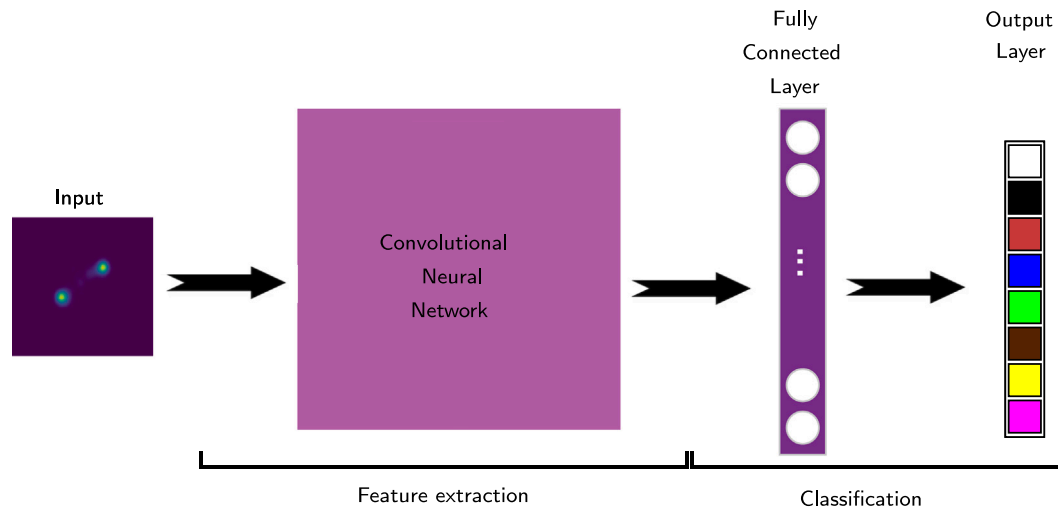 Fully
Connected
Layer
Output
Layer
Input
Convolutional
Neural
Network
Feature extraction
Classification